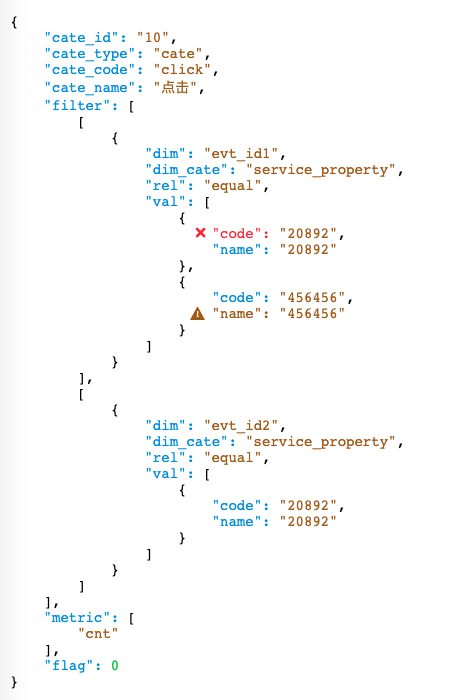 {
    "cate_id": "10",
    "cate_type": "cate",
    "cate_code": "click",
    "cate_name": "点击",
    "filter": [
        [
            {
                "dim": "evt_id1",
                "dim_cate": "service_property",
                "rel": "equal",
                "val": [
                    {
                        "code": "20892",
                        "name": "20892"
                    },
                    {
                        "code": "456456",
                        "name": "456456"
                    }
                ]
            }
        ],
        [
            {
                "dim": "evt_id2",
                "dim_cate": "service_property",
                "rel": "equal",
                "val": [
                    {
                        "code": "20892",
                        "name": "20892"
                    }
                ]
            }
        ]
    ],
    "metric": [
        "cnt"
    ],
    "flag": 0
}